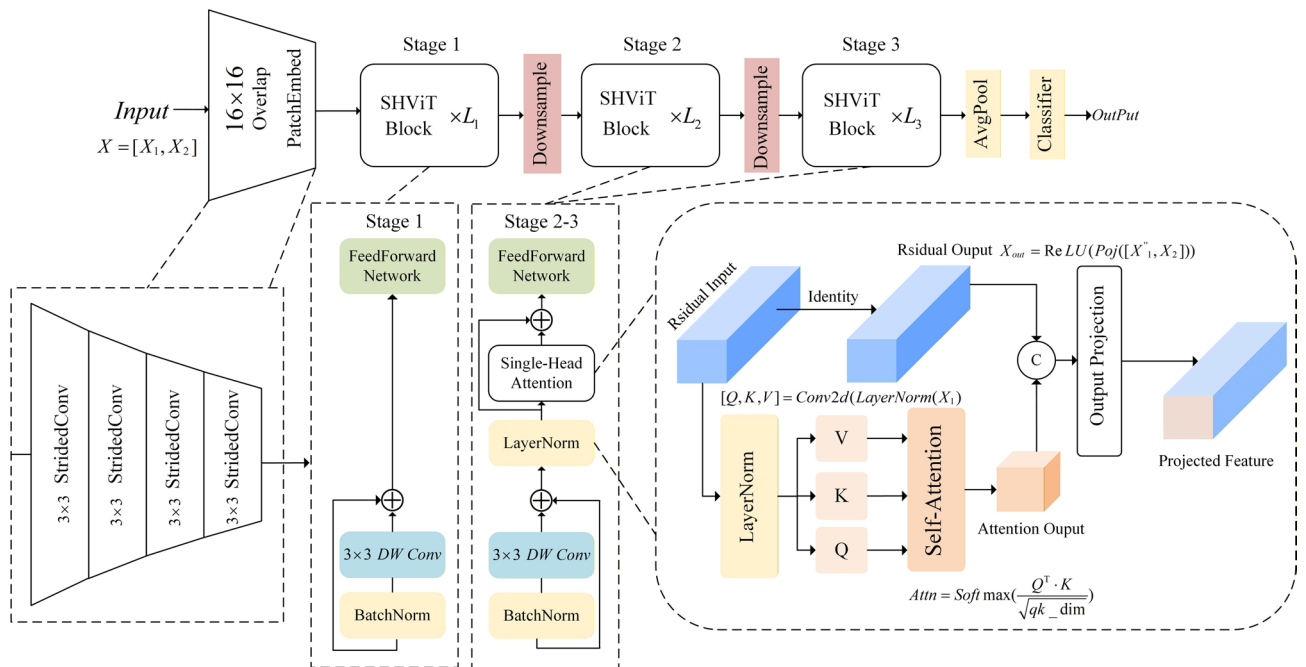 Stage 1
Stage 2
Stage 3
16×16
Overlap
PatchEmbed
Input
X = [X₁, X₂]
SHViT
Block
×L₁
Downsample
SHViT
Block
×L₂
Downsample
SHViT
Block
×L₃
AvgPool
Classifier
OutPut
3×3 StridedConv
3×3 StridedConv
3×3 StridedConv
3×3 StridedConv
Stage 1
FeedForward
Network
3×3 DW Conv
BatchNorm
Stage 2-3
FeedForward
Network
Single-Head
Attention
LayerNorm
3×3 DW Conv
BatchNorm
Rsidual Ouput X_out = ReLU(Poj([X''₁, X₂]))
Rsidual Input
Identity
C
Output Projection
Projected Feature
[Q, K, V] = Conv2d(LayerNorm(X₁)
LayerNorm
V
K
Q
Self-Attention
Attention Ouput
Attn = Softmax(Qᵀ · K / √qk_dim)